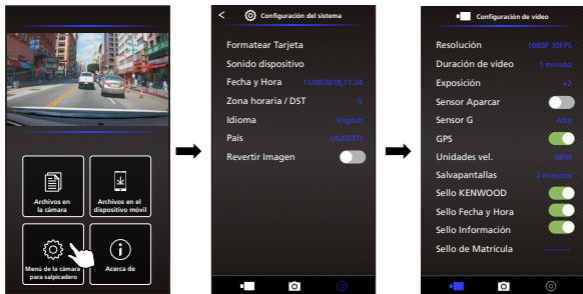 Archivos en
la cámara
Archivos en el
dispositivo móvil
Menú de la cámara
para salpicadero
Acerca de
< Configuración del sistema
Formatear Tarjeta
Sonido dispositivo
Fecha y Hora 11/08/2018,11:24
Zona horaria / DST -5
Idioma English
País USA(EST)
Revertir Imagen
Configuración de vídeo
Resolución 1080P 30FPS
Duración de vídeo 1 minuto
Exposición +2
Sensor Aparcar
Sensor G Alta
GPS
Unidades vel. MPH
Salvapantallas 2 minutos
Sello KENWOOD
Sello Fecha y Hora
Sello Información
Sello de Matrícula --------